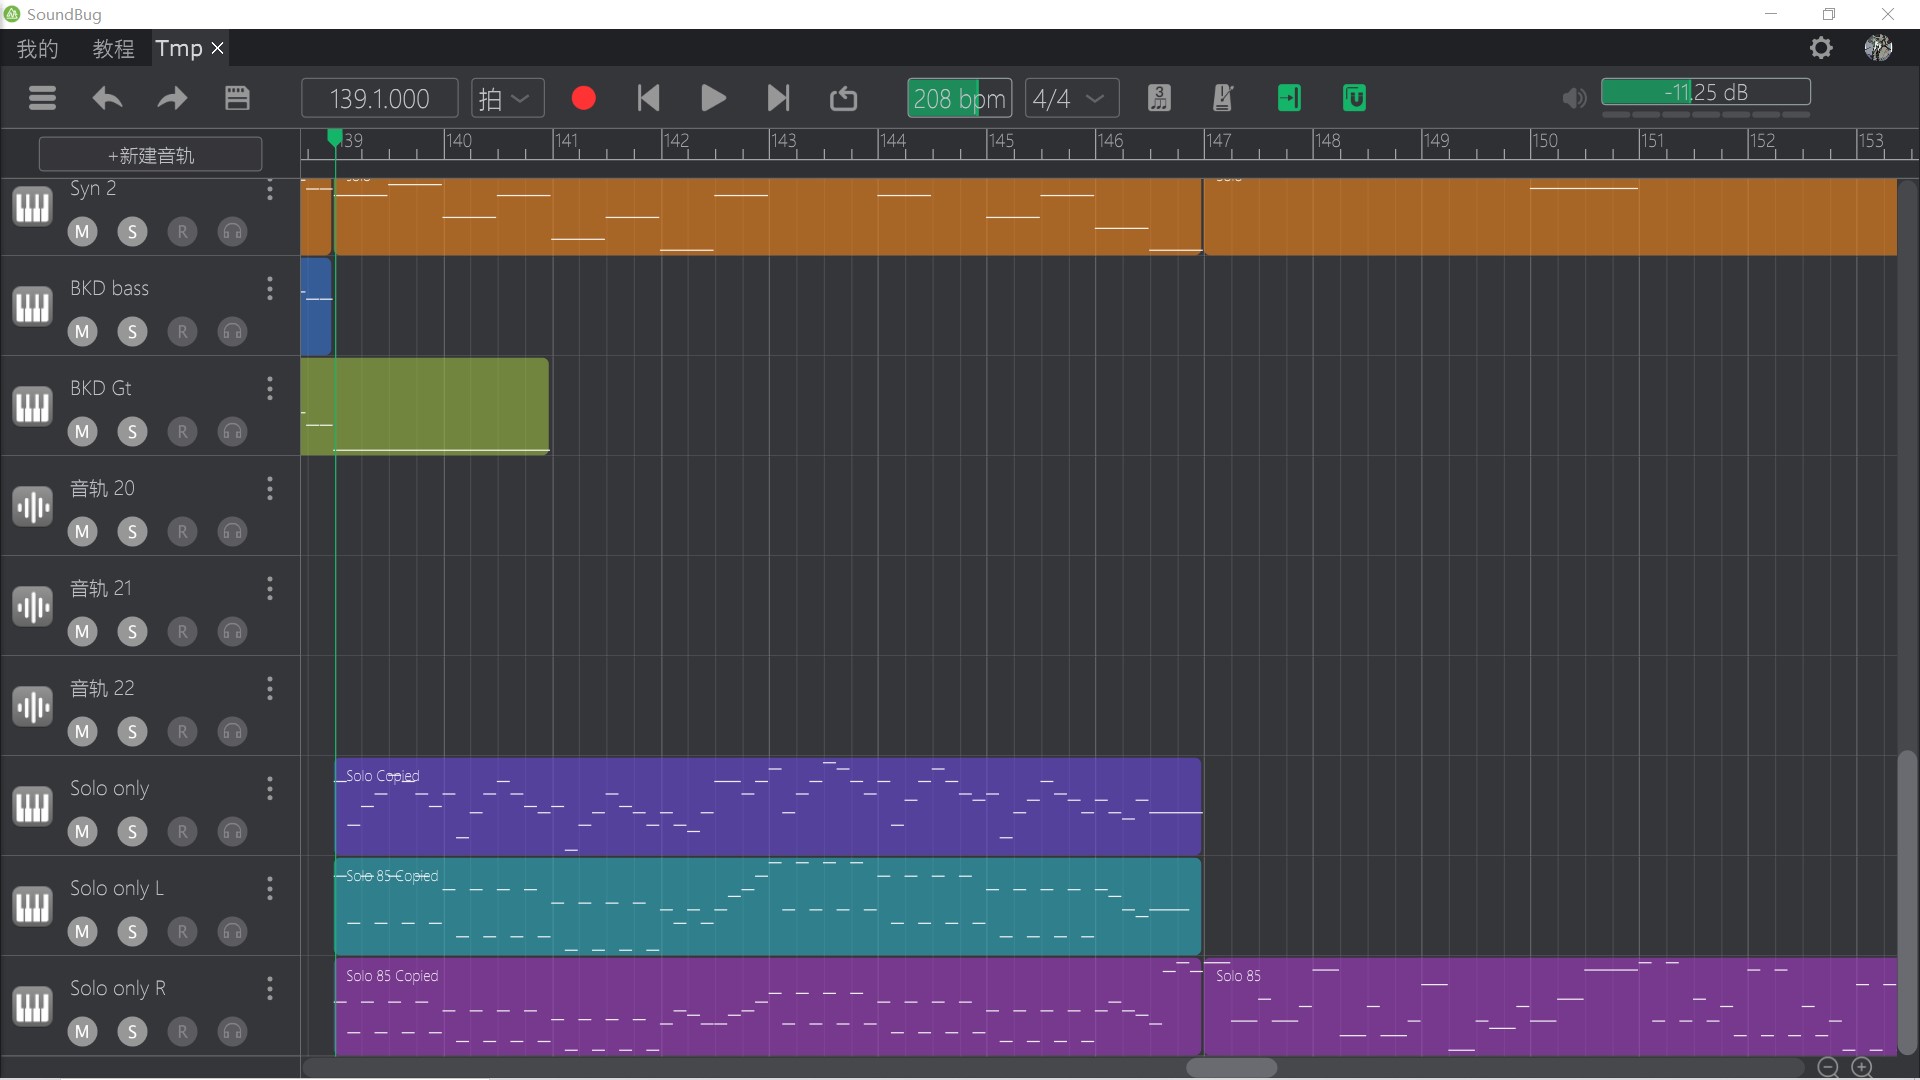 SoundBug
我的 教程 Tmp
139.1.000 拍 208 bpm 4/4 3 -11.25 dB
+新建音轨
39 140 141 142 143 144 145 146 147 148 149 150 151 152 153
Syn 2
M S R
BKD bass
M S R
BKD Gt
M S R
音轨 20
M S R
音轨 21
M S R
音轨 22
M S R
Solo only
M S R
Solo Copied
Solo only L
M S R
Solo 85 Copied
Solo only R
M S R
Solo 85 Copied
Solo 85